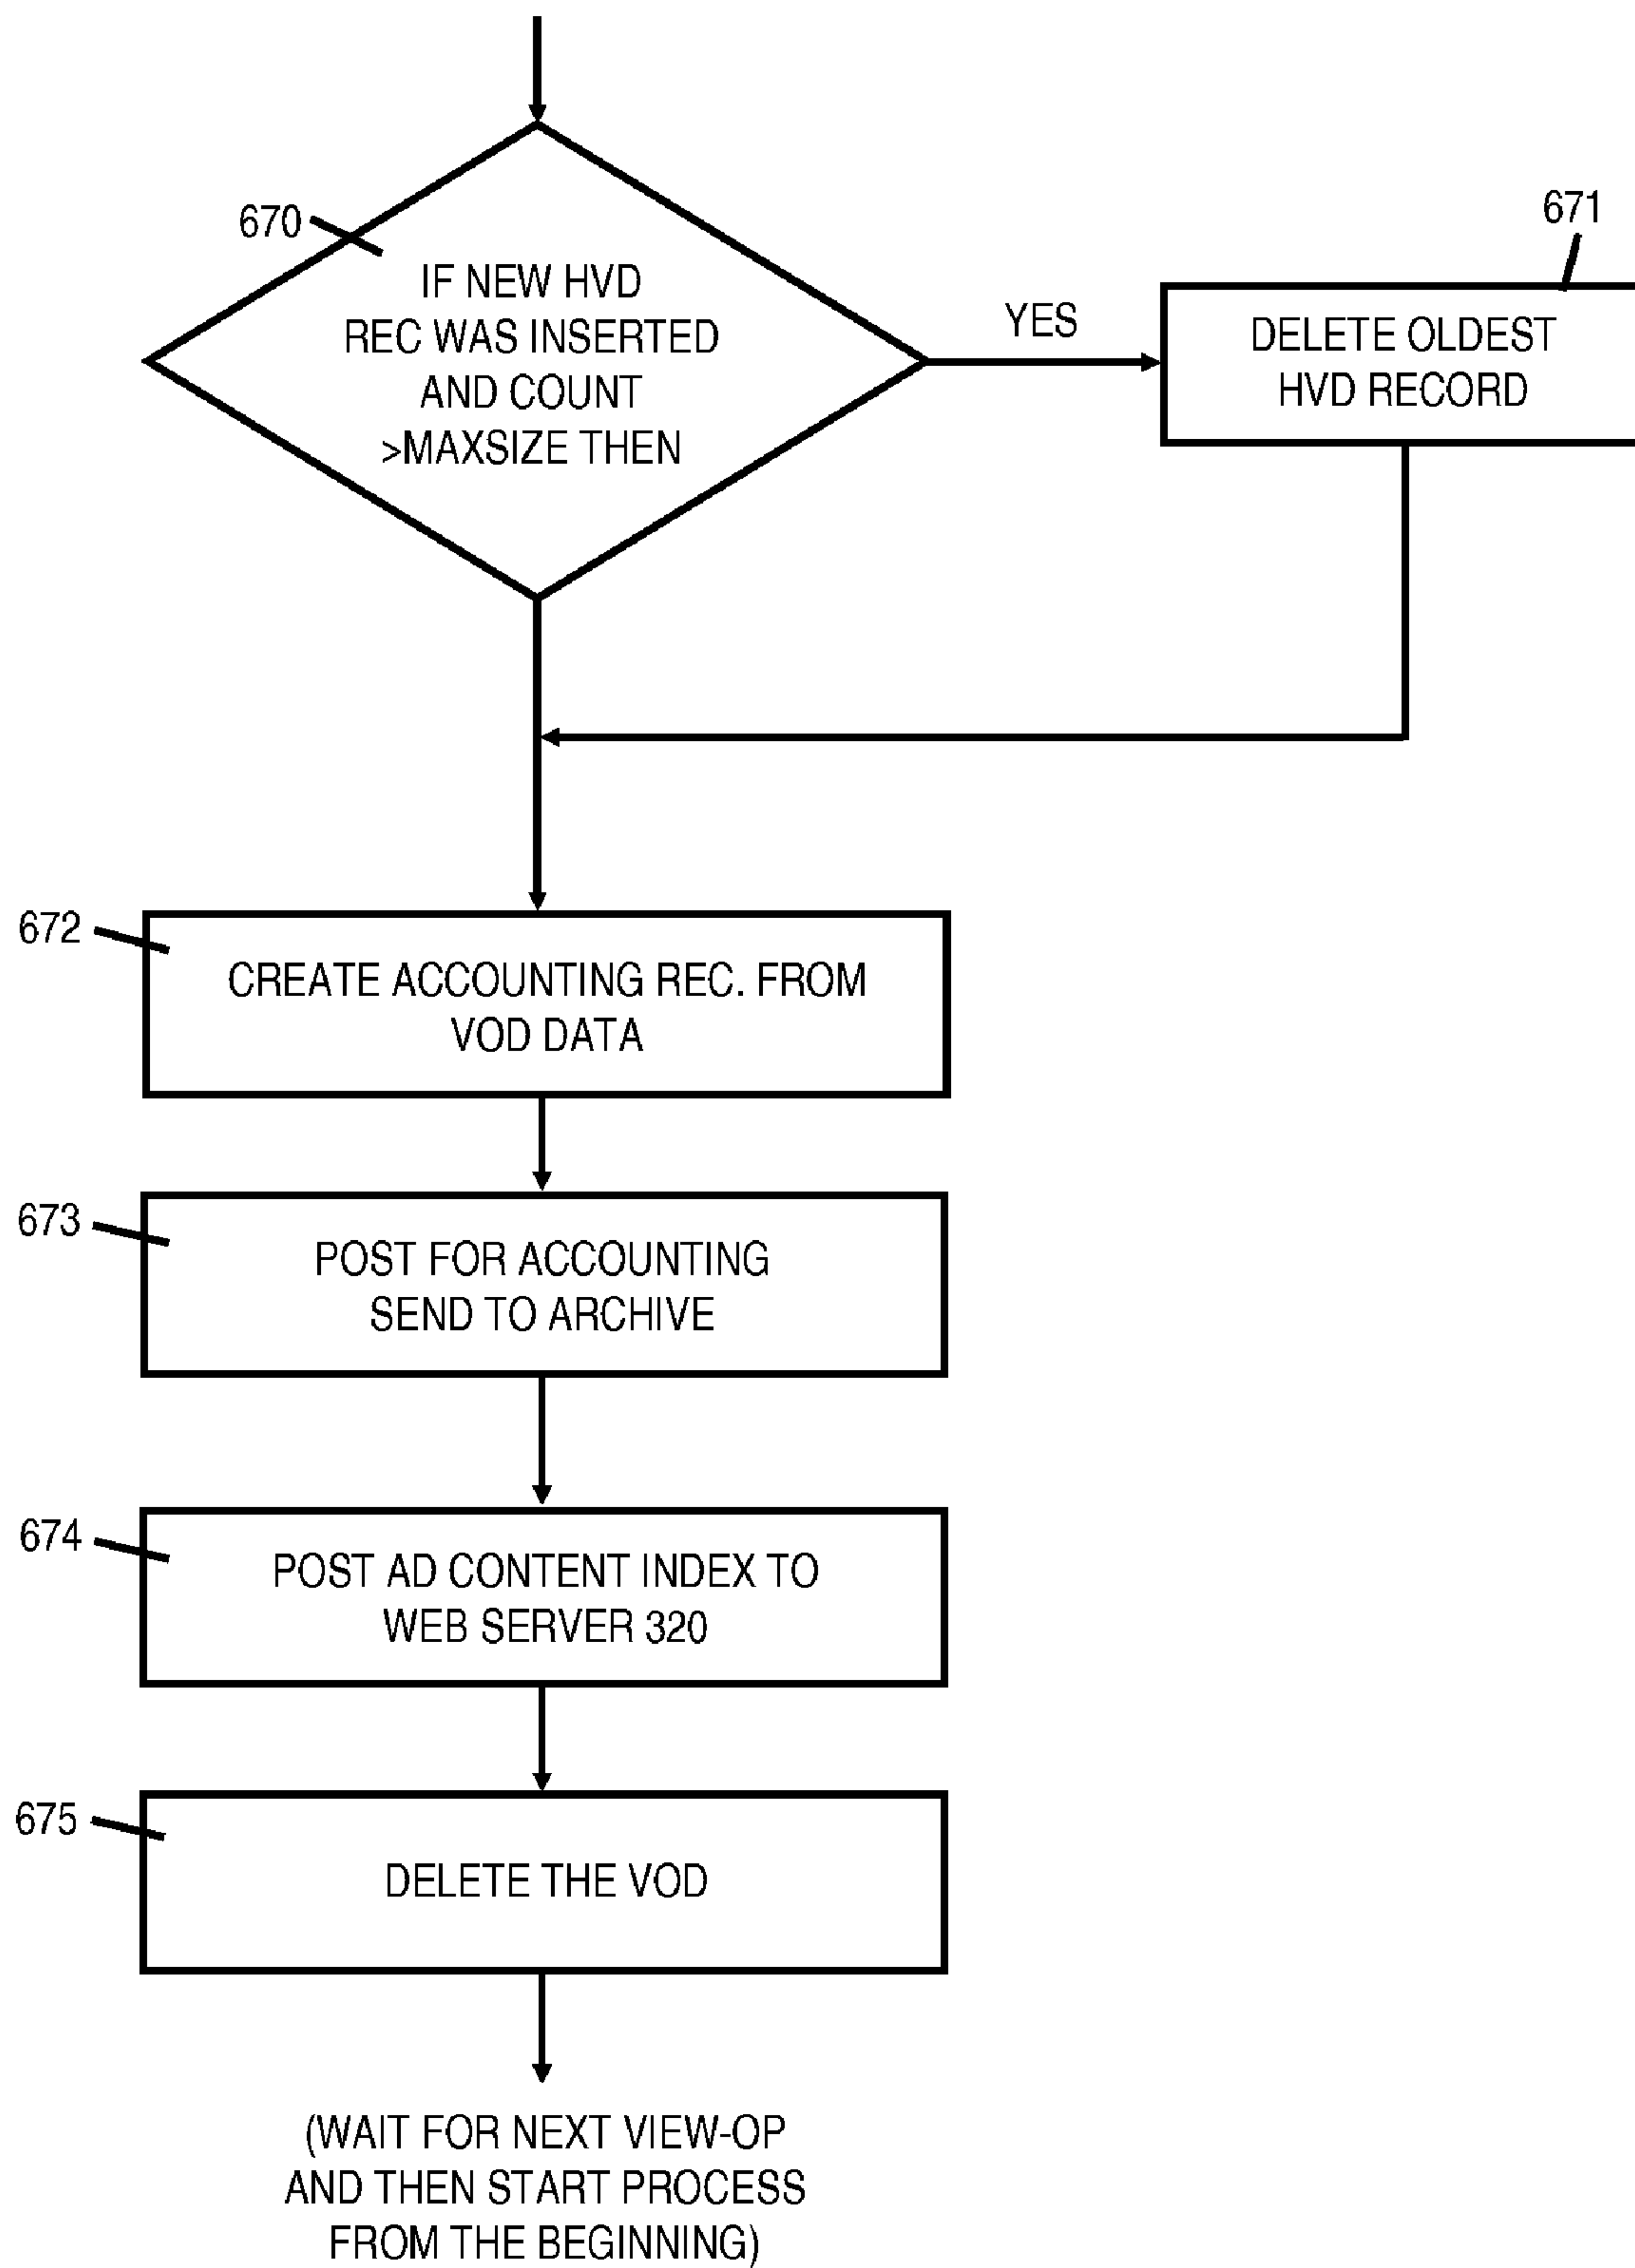 670
IF NEW HVD
REC WAS INSERTED
AND COUNT
>MAXSIZE THEN
YES
671
DELETE OLDEST
HVD RECORD
672
CREATE ACCOUNTING REC. FROM
VOD DATA
673
POST FOR ACCOUNTING
SEND TO ARCHIVE
674
POST AD CONTENT INDEX TO
WEB SERVER 320
675
DELETE THE VOD
(WAIT FOR NEXT VIEW-OP
AND THEN START PROCESS
FROM THE BEGINNING)